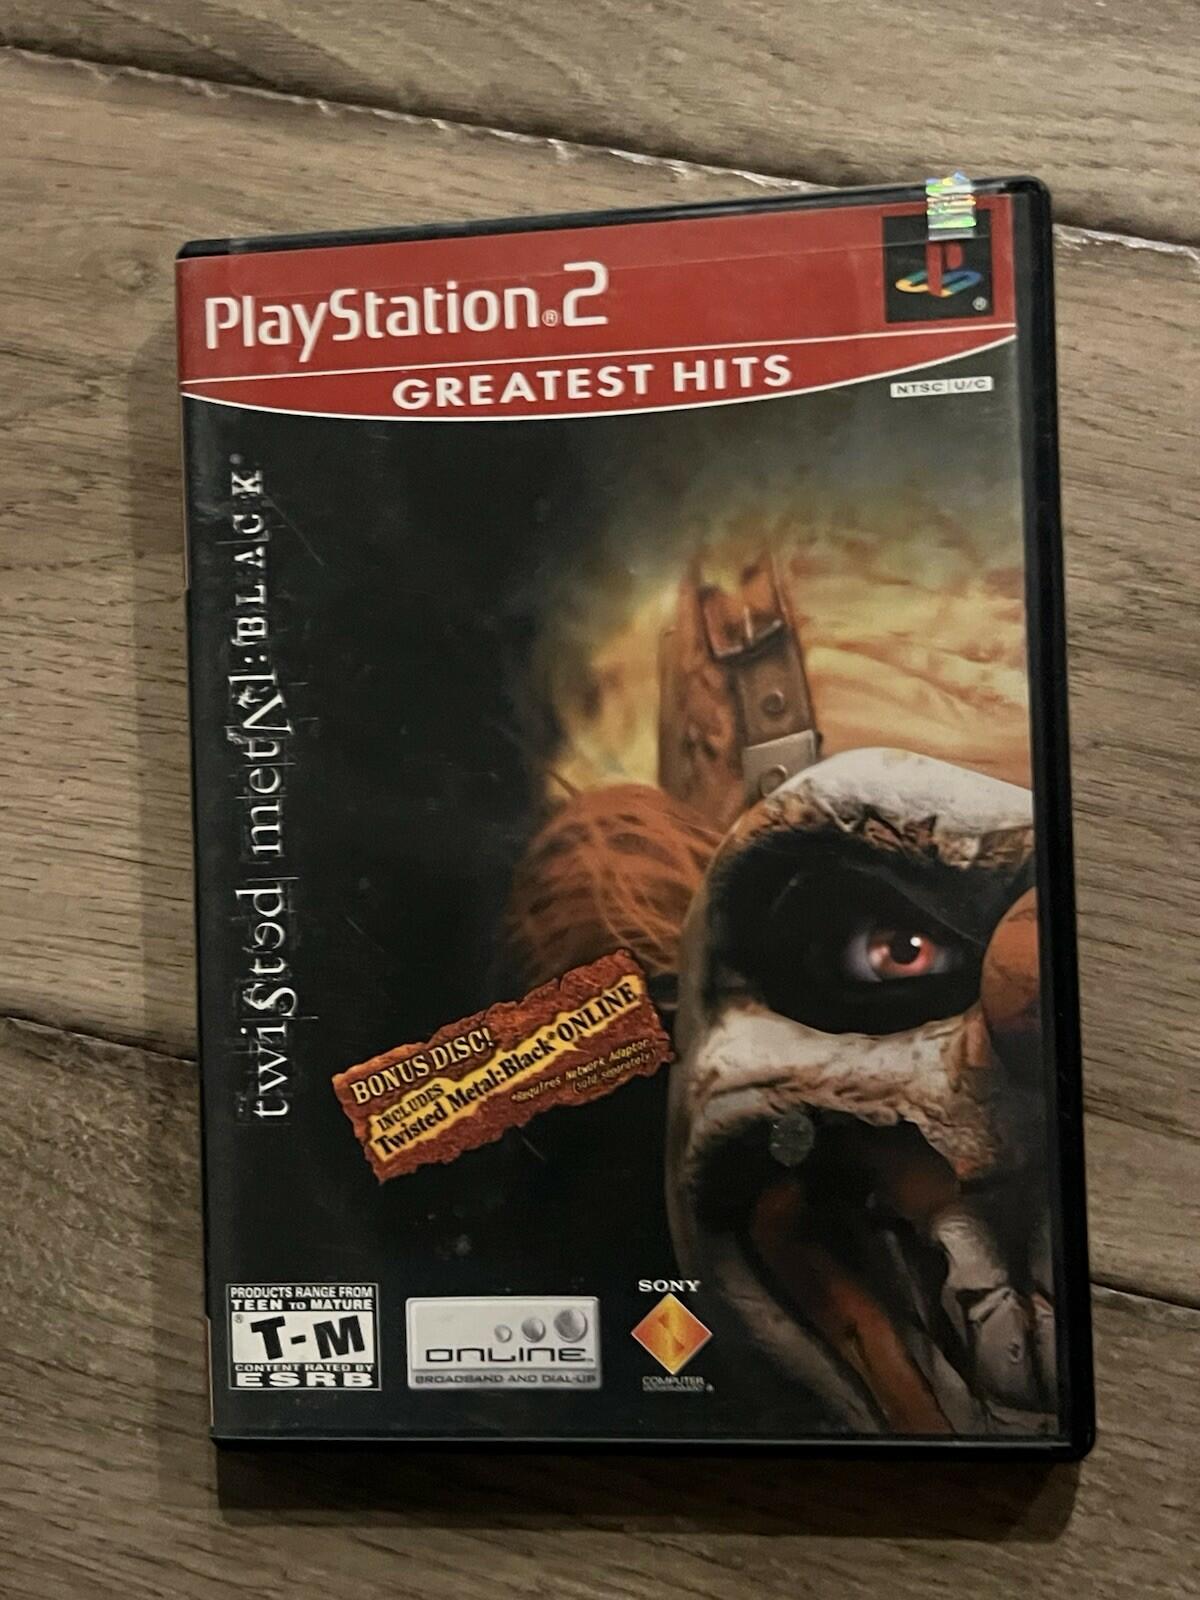 PlayStation®2
GREATEST HITS
NTSC U/C
twiSted metAl:BLACK
BONUS DISC!
INCLUDES
Twisted Metal:Black ONLINE
*Requires Network Adaptor
(sold separately)
PRODUCTS RANGE FROM
TEEN TO MATURE
T-M
CONTENT RATED BY
ESRB
ONLINE
BROADBAND AND DIAL-UP
SONY
COMPUTER